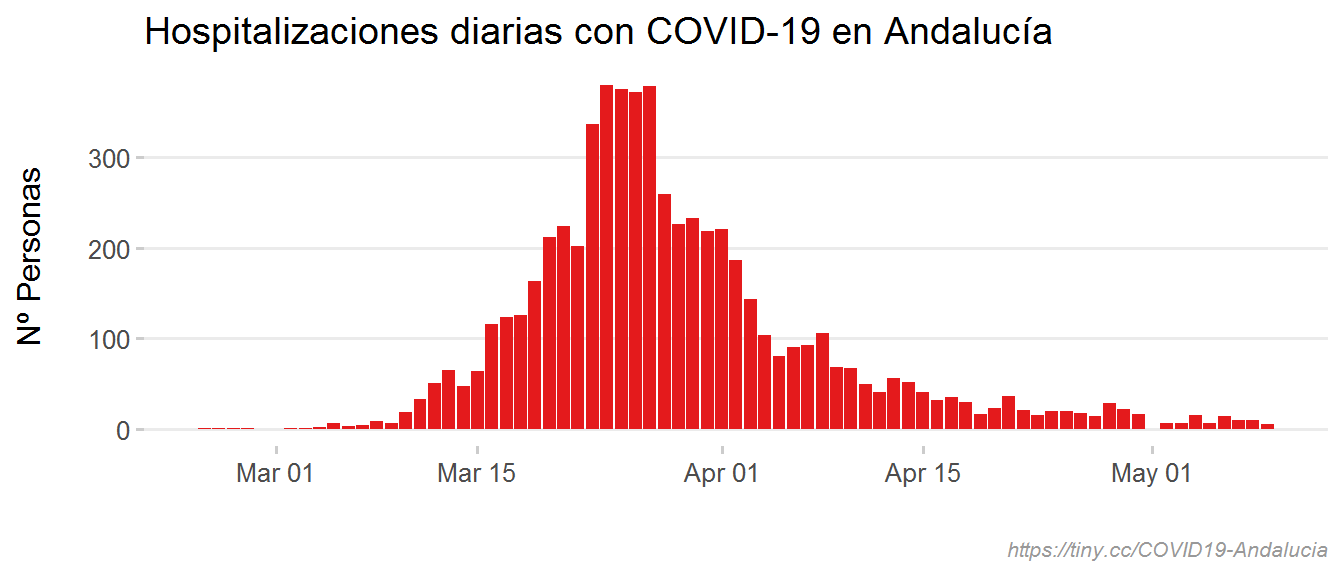 Hospitalizaciones diarias con COVID-19 en Andalucía
Nº Personas
300
200
100
0
Mar 01 Mar 15 Apr 01 Apr 15 May 01
https://tiny.cc/COVID19-Andalucia